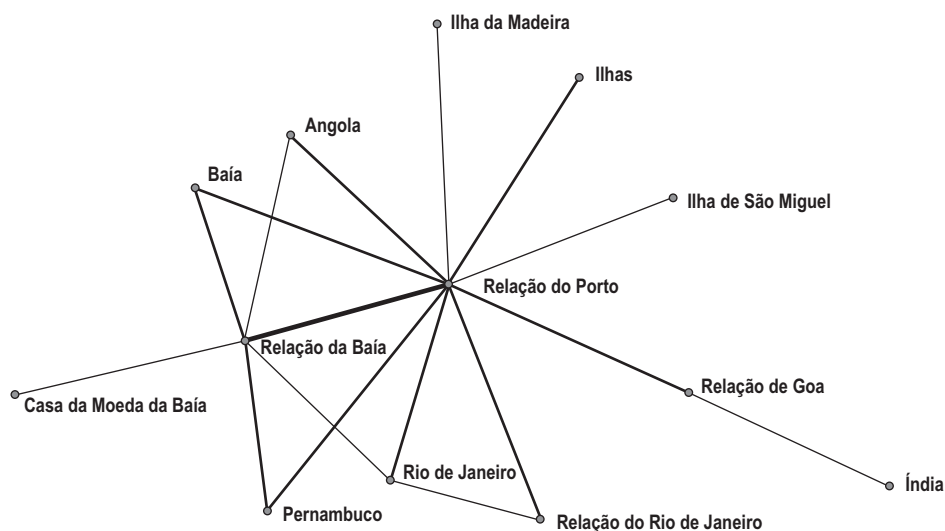 Ilha da Madeira
Ilhas
Angola
Baía
Ilha de São Miguel
Relação do Porto
Relação da Baía
Relação de Goa
Casa da Moeda da Baía
Rio de Janeiro
Índia
Pernambuco
Relação do Rio de Janeiro